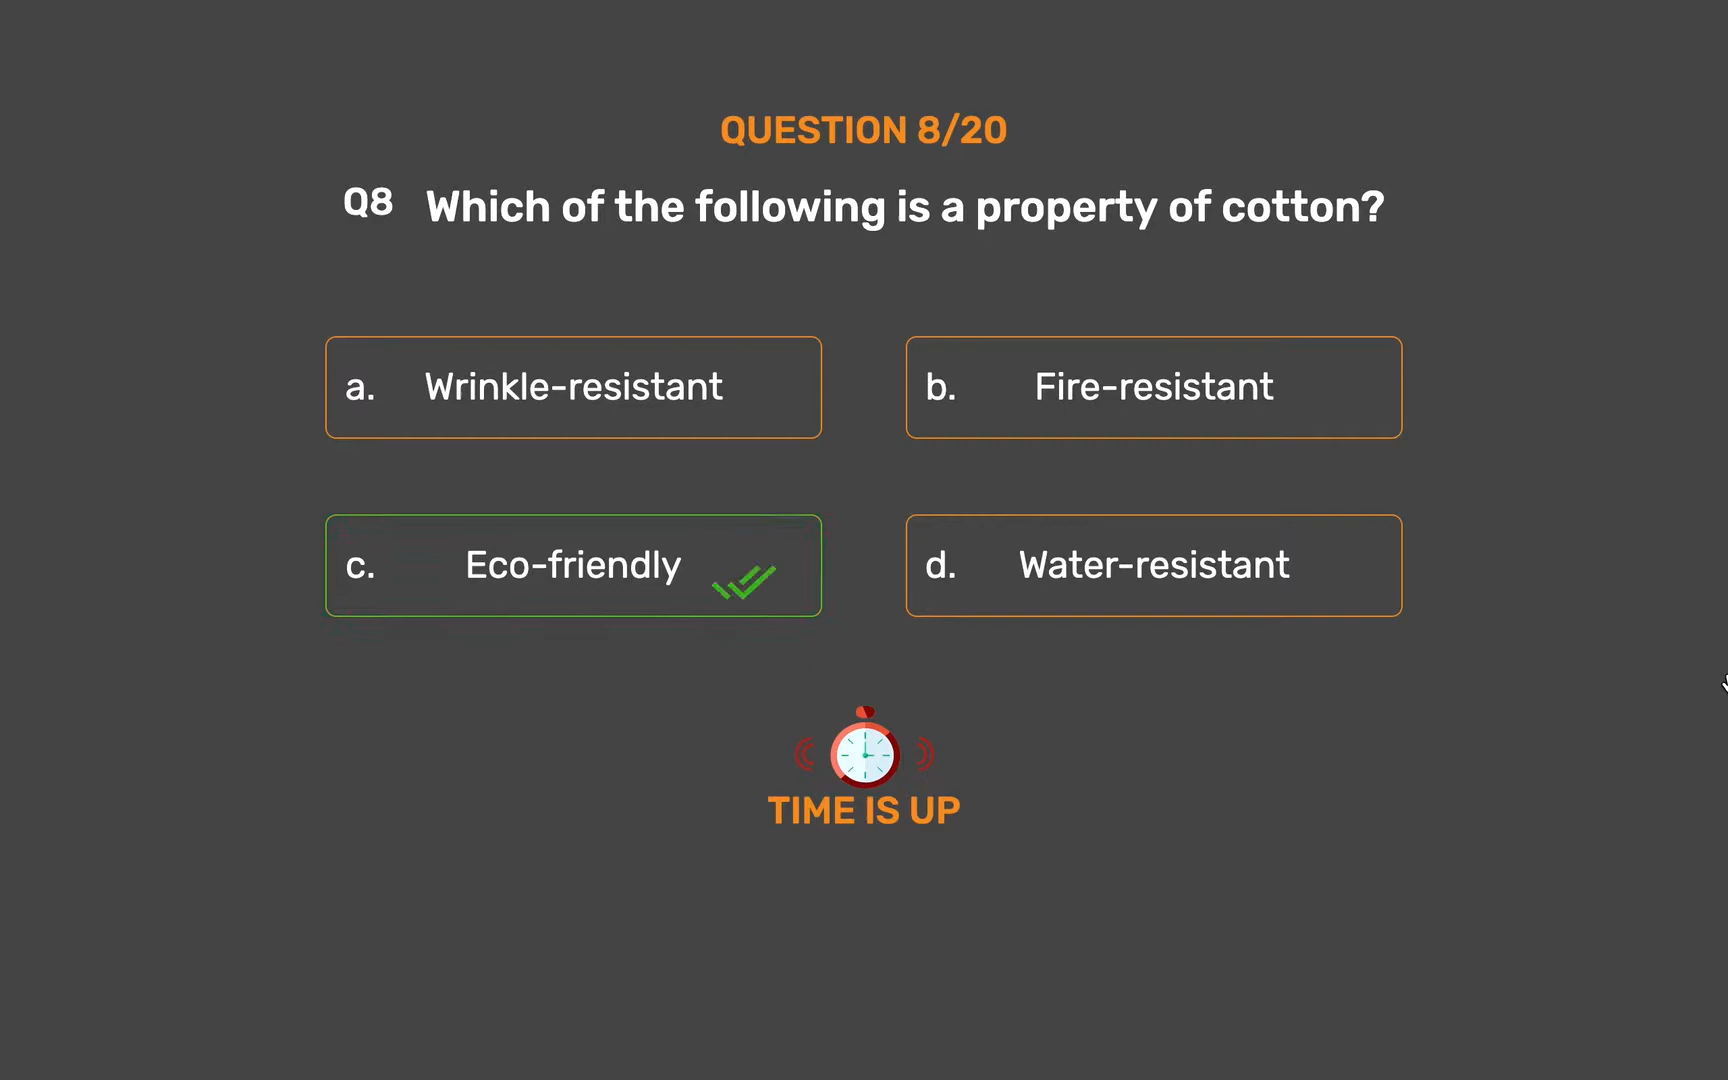 QUESTION 8/20
Q8 Which of the following is a property of cotton?
a. Wrinkle-resistant
b. Fire-resistant
c. Eco-friendly
d. Water-resistant
TIME IS UP